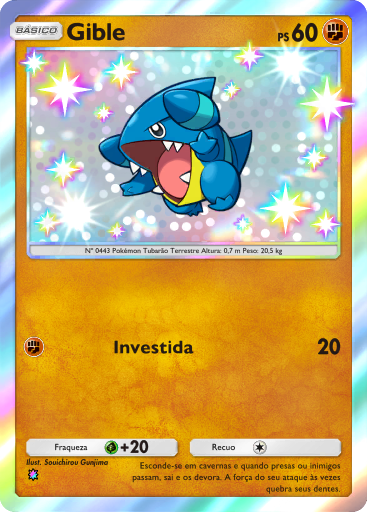 BÁSICO Gible PS 60
Nº 0443 Pokémon Tubarão Terrestre Altura: 0,7 m Peso: 20,5 kg
Investida 20
Fraqueza +20 Recuo
Ilust. Souichirou Gunjima
Esconde-se em cavernas e quando presas ou inimigos
passam, sai e os devora. A força do seu ataque às vezes
quebra seus dentes.